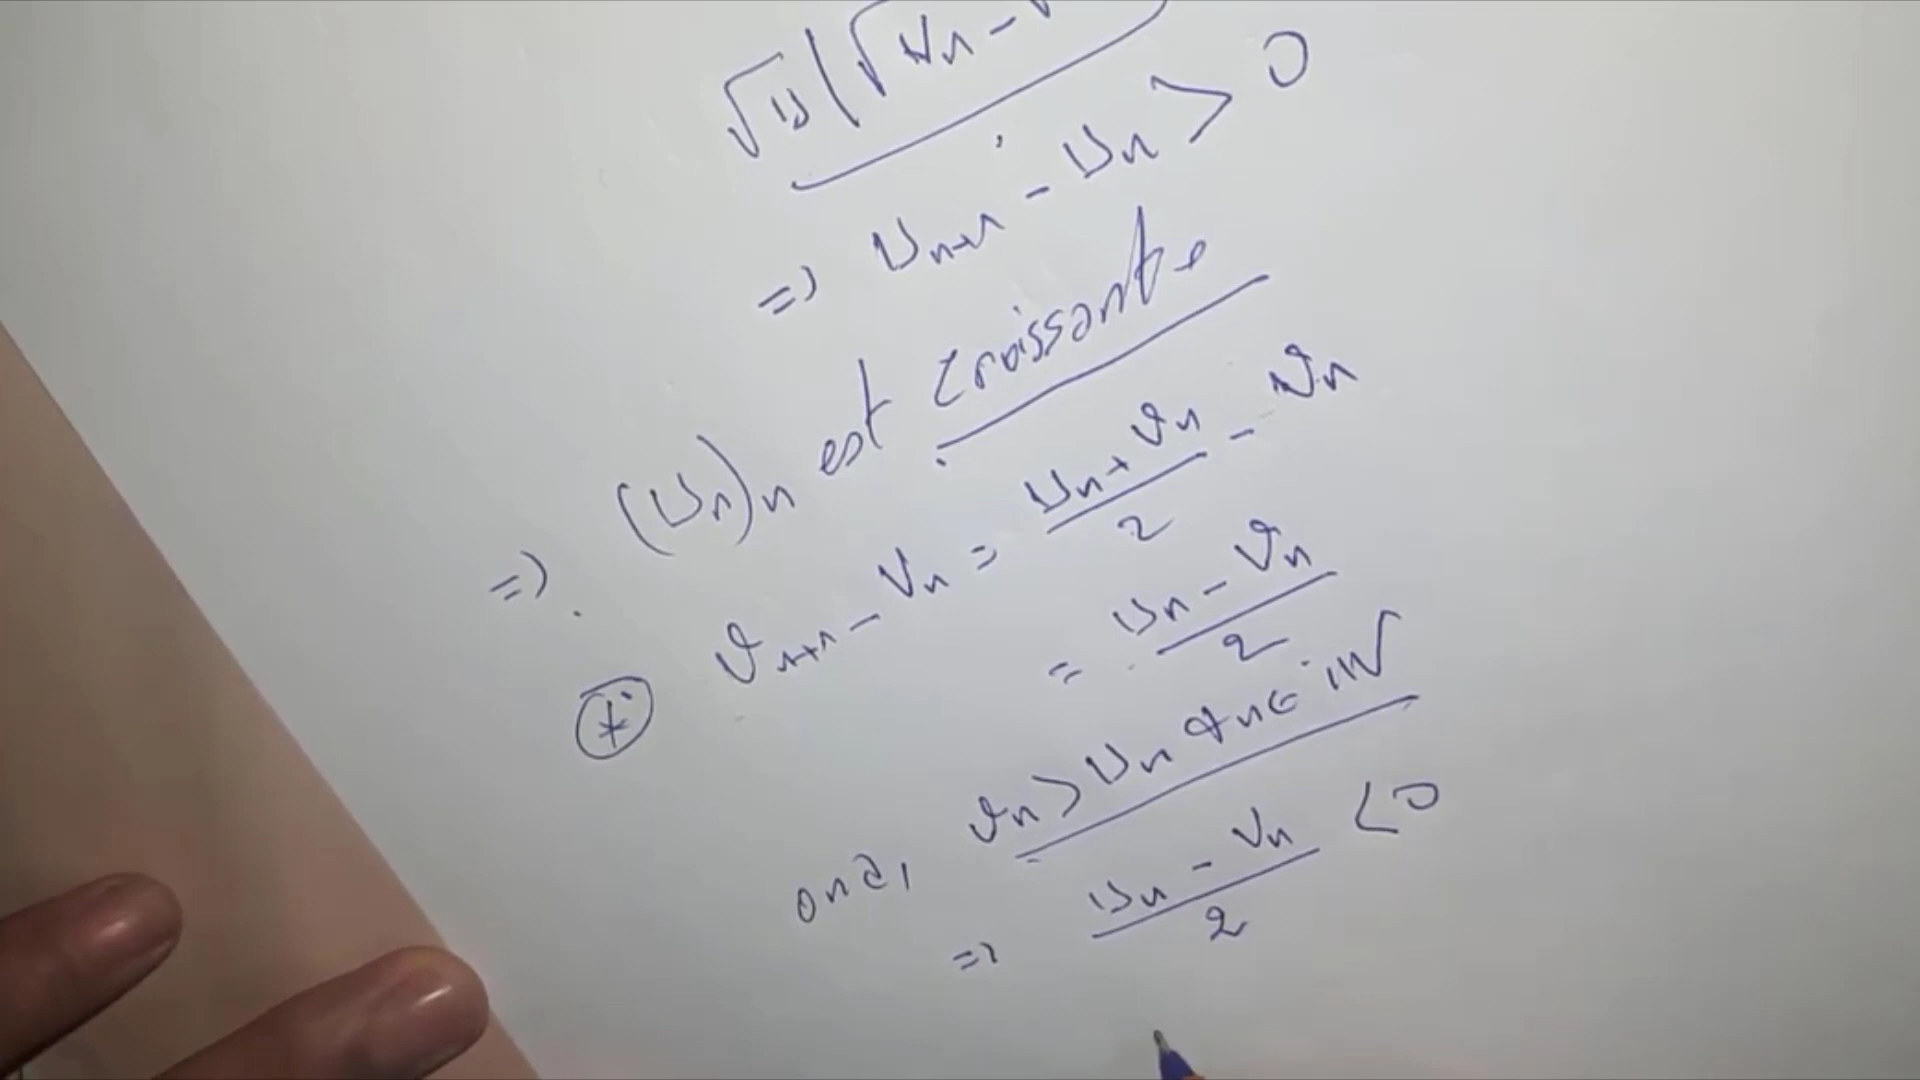 √Un (√Vn - √
=> Un+1 - Un > 0
=> (Un)n est croissante
* Vn+1 - Vn = (Un + Vn)/2 - Vn
= (Un - Vn)/2
on a, Vn > Un ∀n ∈ IN
=> (Un - Vn)/2 < 0